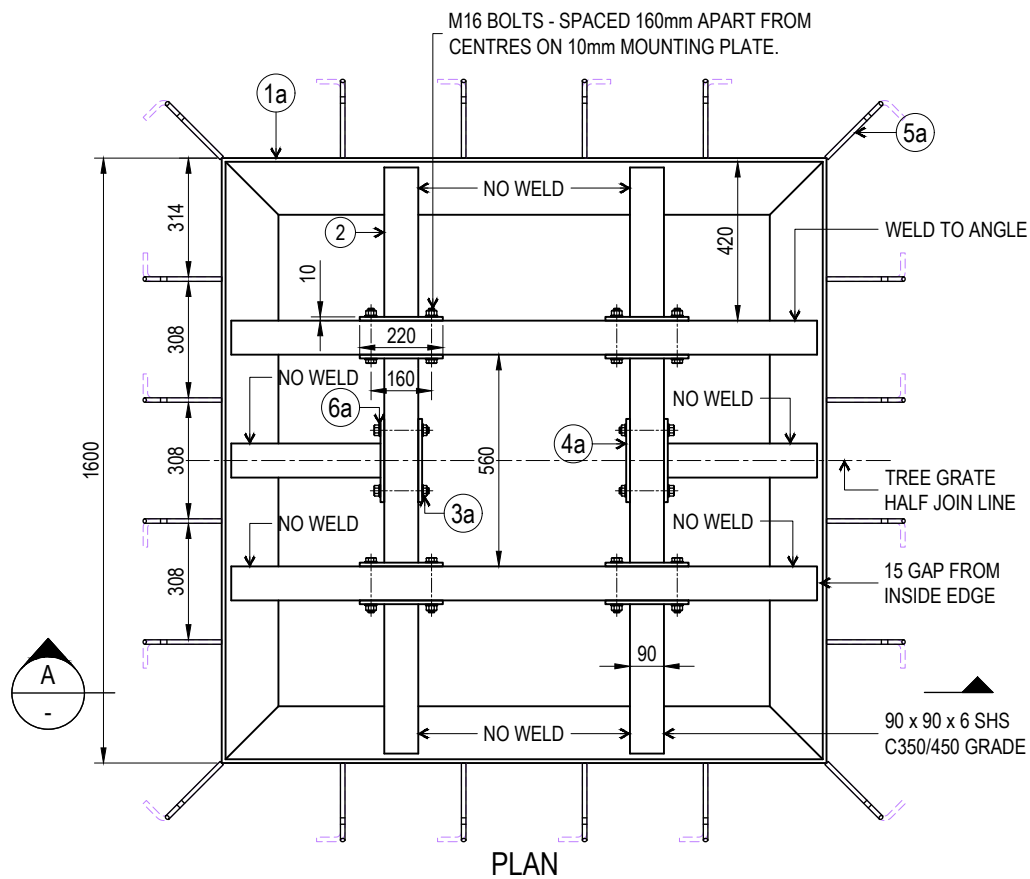 M16 BOLTS - SPACED 160mm APART FROM
CENTRES ON 10mm MOUNTING PLATE.
1a
5a
NO WELD
314
2
420
WELD TO ANGLE
10
220
308
160
NO WELD
6a
NO WELD
4a
1600
308
560
TREE GRATE
HALF JOIN LINE
3a
NO WELD
NO WELD
308
15 GAP FROM
INSIDE EDGE
90
A
-
NO WELD
90 x 90 x 6 SHS
C350/450 GRADE
PLAN